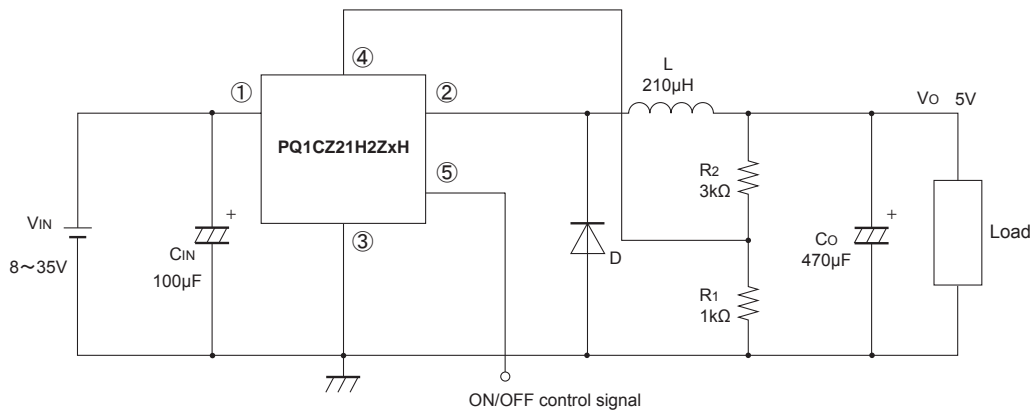 ④
L
210μH
①
②
VO 5V
PQ1CZ21H2ZxH
⑤
R2
3kΩ
VIN
8～35V
+
CIN
100μF
③
D
+
CO
470μF
Load
R1
1kΩ
ON/OFF control signal